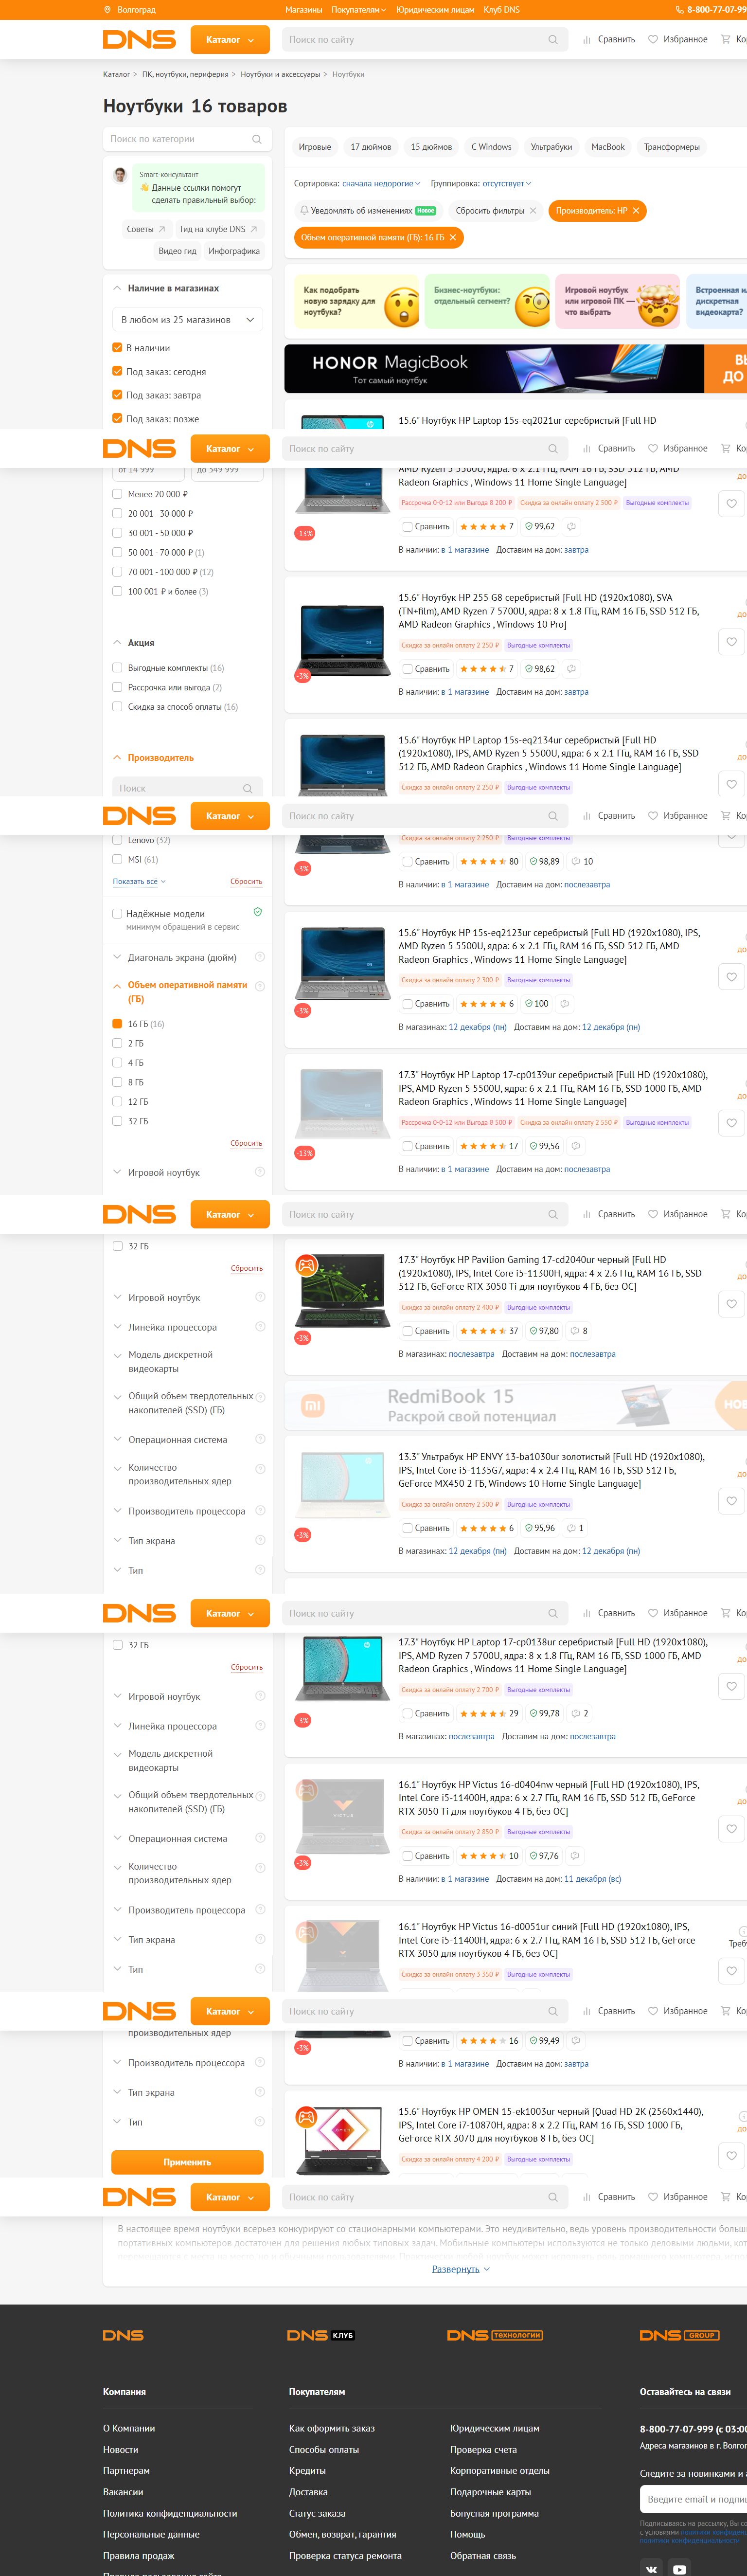 Волгоград
Магазины Покупателям Юридическим лицам Клуб DNS
8-800-77-07-99
DNS Каталог Поиск по сайту Сравнить Избранное Кор
Каталог > ПК, ноутбуки, периферия > Ноутбуки и аксессуары > Ноутбуки
Ноутбуки 16 товаров
Поиск по категории
Smart-консультант
Данные ссылки помогут
сделать правильный выбор:
Советы Гид на клубе DNS
Видео гид Инфографика
Наличие в магазинах
В любом из 25 магазинов
В наличии
Под заказ: сегодня
Под заказ: завтра
Под заказ: позже
Игровые 17 дюймов 15 дюймов С Windows Ультрабуки MacBook Трансформеры
Сортировка: сначала недорогие Группировка: отсутствует
Уведомлять об изменениях Новое Сбросить фильтры Производитель: HP
Объем оперативной памяти (ГБ): 16 ГБ
Как подобрать
новую зарядку для
ноутбука?
Бизнес-ноутбуки:
отдельный сегмент?
Игровой ноутбук
или игровой ПК —
что выбрать
Встроенная ил
дискретная
видеокарта?
HONOR MagicBook
Тот самый ноутбук
ВЫ
ДО
15.6" Ноутбук HP Laptop 15s-eq2021ur серебристый [Full HD
DNS Каталог Поиск по сайту Сравнить Избранное Кор
от 14 999 до 349 999
Менее 20 000 ₽
20 001 - 30 000 ₽
30 001 - 50 000 ₽
50 001 - 70 000 ₽ (1)
70 001 - 100 000 ₽ (12)
100 001 ₽ и более (3)
Акция
Выгодные комплекты (16)
Рассрочка или выгода (2)
Скидка за способ оплаты (16)
Производитель
Поиск
AMD Ryzen 5 5500U, ядра: 6 х 2.1 ГГц, RAM 16 ГБ, SSD 512 ГБ, AMD
Radeon Graphics , Windows 11 Home Single Language]
Рассрочка 0-0-12 или Выгода 8 200 ₽ Скидка за онлайн оплату 2 300 ₽ Выгодные комплекты
-13%
Сравнить 7 99,62
В наличии: в 1 магазине Доставим на дом: завтра
15.6" Ноутбук HP 255 G8 серебристый [Full HD (1920x1080), SVA
(TN+film), AMD Ryzen 7 5700U, ядра: 8 х 1.8 ГГц, RAM 16 ГБ, SSD 512 ГБ,
AMD Radeon Graphics , Windows 10 Pro]
Скидка за онлайн оплату 2 250 ₽ Выгодные комплекты
-3%
Сравнить 7 98,62
В наличии: в 1 магазине Доставим на дом: завтра
15.6" Ноутбук HP Laptop 15s-eq2134ur серебристый [Full HD
(1920x1080), IPS, AMD Ryzen 5 5500U, ядра: 6 х 2.1 ГГц, RAM 16 ГБ, SSD
512 ГБ, AMD Radeon Graphics , Windows 11 Home Single Language]
Скидка за онлайн оплату 2 250 ₽ Выгодные комплекты
DNS Каталог Поиск по сайту Сравнить Избранное Кор
Lenovo (32)
MSI (61)
Показать всё Сбросить
Надёжные модели
минимум обращений в сервис
Диагональ экрана (дюйм)
Объем оперативной памяти
(ГБ)
16 ГБ (16)
2 ГБ
4 ГБ
8 ГБ
12 ГБ
32 ГБ
Сбросить
Игровой ноутбук
Скидка за онлайн оплату 2 250 ₽ Выгодные комплекты
-3%
Сравнить 80 98,89 10
В наличии: в 1 магазине Доставим на дом: послезавтра
15.6" Ноутбук HP 15s-eq2123ur серебристый [Full HD (1920x1080), IPS,
AMD Ryzen 5 5500U, ядра: 6 х 2.1 ГГц, RAM 16 ГБ, SSD 512 ГБ, AMD
Radeon Graphics , Windows 11 Home Single Language]
Скидка за онлайн оплату 2 300 ₽ Выгодные комплекты
-3%
Сравнить 6 100
В магазинах: 12 декабря (пн) Доставим на дом: 12 декабря (пн)
17.3" Ноутбук HP Laptop 17-cp0139ur серебристый [Full HD (1920x1080),
IPS, AMD Ryzen 5 5500U, ядра: 6 х 2.1 ГГц, RAM 16 ГБ, SSD 1000 ГБ, AMD
Radeon Graphics , Windows 11 Home Single Language]
Рассрочка 0-0-12 или Выгода 8 500 ₽ Скидка за онлайн оплату 2 550 ₽ Выгодные комплекты
-13%
Сравнить 17 99,56
В наличии: в 1 магазине Доставим на дом: послезавтра
DNS Каталог Поиск по сайту Сравнить Избранное Кор
32 ГБ
Сбросить
Игровой ноутбук
Линейка процессора
Модель дискретной
видеокарты
Общий объем твердотельных
накопителей (SSD) (ГБ)
Операционная система
Количество
производительных ядер
Производитель процессора
Тип экрана
Тип
17.3" Ноутбук HP Pavilion Gaming 17-cd2040ur черный [Full HD
(1920x1080), IPS, Intel Core i5-11300H, ядра: 4 х 2.6 ГГц, RAM 16 ГБ, SSD
512 ГБ, GeForce RTX 3050 Ti для ноутбуков 4 ГБ, без ОС]
Скидка за онлайн оплату 2 400 ₽ Выгодные комплекты
-3%
Сравнить 37 97,80 8
В магазинах: послезавтра Доставим на дом: послезавтра
RedmiBook 15
Раскрой свой потенциал
НОВ
13.3" Ультрабук HP ENVY 13-ba1030ur золотистый [Full HD (1920x1080),
IPS, Intel Core i5-1135G7, ядра: 4 х 2.4 ГГц, RAM 16 ГБ, SSD 512 ГБ,
GeForce MX450 2 ГБ, Windows 10 Home Single Language]
Скидка за онлайн оплату 2 500 ₽ Выгодные комплекты
-3%
Сравнить 6 95,96 1
В магазинах: 12 декабря (пн) Доставим на дом: 12 декабря (пн)
DNS Каталог Поиск по сайту Сравнить Избранное Кор
32 ГБ
Сбросить
Игровой ноутбук
Линейка процессора
Модель дискретной
видеокарты
Общий объем твердотельных
накопителей (SSD) (ГБ)
Операционная система
Количество
производительных ядер
Производитель процессора
Тип экрана
Тип
17.3" Ноутбук HP Laptop 17-cp0138ur серебристый [Full HD (1920x1080),
IPS, AMD Ryzen 7 5700U, ядра: 8 х 1.8 ГГц, RAM 16 ГБ, SSD 1000 ГБ, AMD
Radeon Graphics , Windows 11 Home Single Language]
Скидка за онлайн оплату 2 700 ₽ Выгодные комплекты
-3%
Сравнить 29 99,78 2
В магазинах: послезавтра Доставим на дом: послезавтра
16.1" Ноутбук HP Victus 16-d0404nw черный [Full HD (1920x1080), IPS,
Intel Core i5-11400H, ядра: 6 х 2.7 ГГц, RAM 16 ГБ, SSD 512 ГБ, GeForce
RTX 3050 Ti для ноутбуков 4 ГБ, без ОС]
Скидка за онлайн оплату 2 850 ₽ Выгодные комплекты
-3%
Сравнить 10 97,76
В наличии: в 1 магазине Доставим на дом: 11 декабря (вс)
16.1" Ноутбук HP Victus 16-d0051ur синий [Full HD (1920x1080), IPS,
Intel Core i5-11400H, ядра: 6 х 2.7 ГГц, RAM 16 ГБ, SSD 512 ГБ, GeForce
RTX 3050 для ноутбуков 4 ГБ, без ОС]
Треб
Скидка за онлайн оплату 3 350 ₽ Выгодные комплекты
DNS Каталог Поиск по сайту Сравнить Избранное Кор
производительных ядер
Производитель процессора
Тип экрана
Тип
Применить
-3%
Сравнить 16 99,49
В наличии: в 1 магазине Доставим на дом: завтра
15.6" Ноутбук HP OMEN 15-ek1003ur черный [Quad HD 2K (2560x1440),
IPS, Intel Core i7-10870H, ядра: 8 х 2.2 ГГц, RAM 16 ГБ, SSD 1000 ГБ,
GeForce RTX 3070 для ноутбуков 8 ГБ, без ОС]
Скидка за онлайн оплату 4 200 ₽ Выгодные комплекты
DNS Каталог Поиск по сайту Сравнить Избранное Кор
В настоящее время ноутбуки всерьез конкурируют со стационарными компьютерами. Это неудивительно, ведь уровень производительности больши
портативных компьютеров достаточен для решения любых типовых задач. Мобильные компьютеры используются не только деловыми людьми, кот
Развернуть
DNS DNS КЛУБ DNS ТЕХНОЛОГИИ DNS GROUP
Компания
О Компании
Новости
Партнерам
Вакансии
Политика конфиденциальности
Персональные данные
Правила продаж
Покупателям
Как оформить заказ
Способы оплаты
Кредиты
Доставка
Статус заказа
Обмен, возврат, гарантия
Проверка статуса ремонта
Юридическим лицам
Проверка счета
Корпоративные отделы
Подарочные карты
Бонусная программа
Помощь
Обратная связь
Оставайтесь на связи
8-800-77-07-999 (с 03:00
Адреса магазинов в г. Волгог
Следите за новинками и а
Введите email и подпиш
Подписываясь на рассылку, Вы со
с условиями политики конфиден
политики конфиденциальности